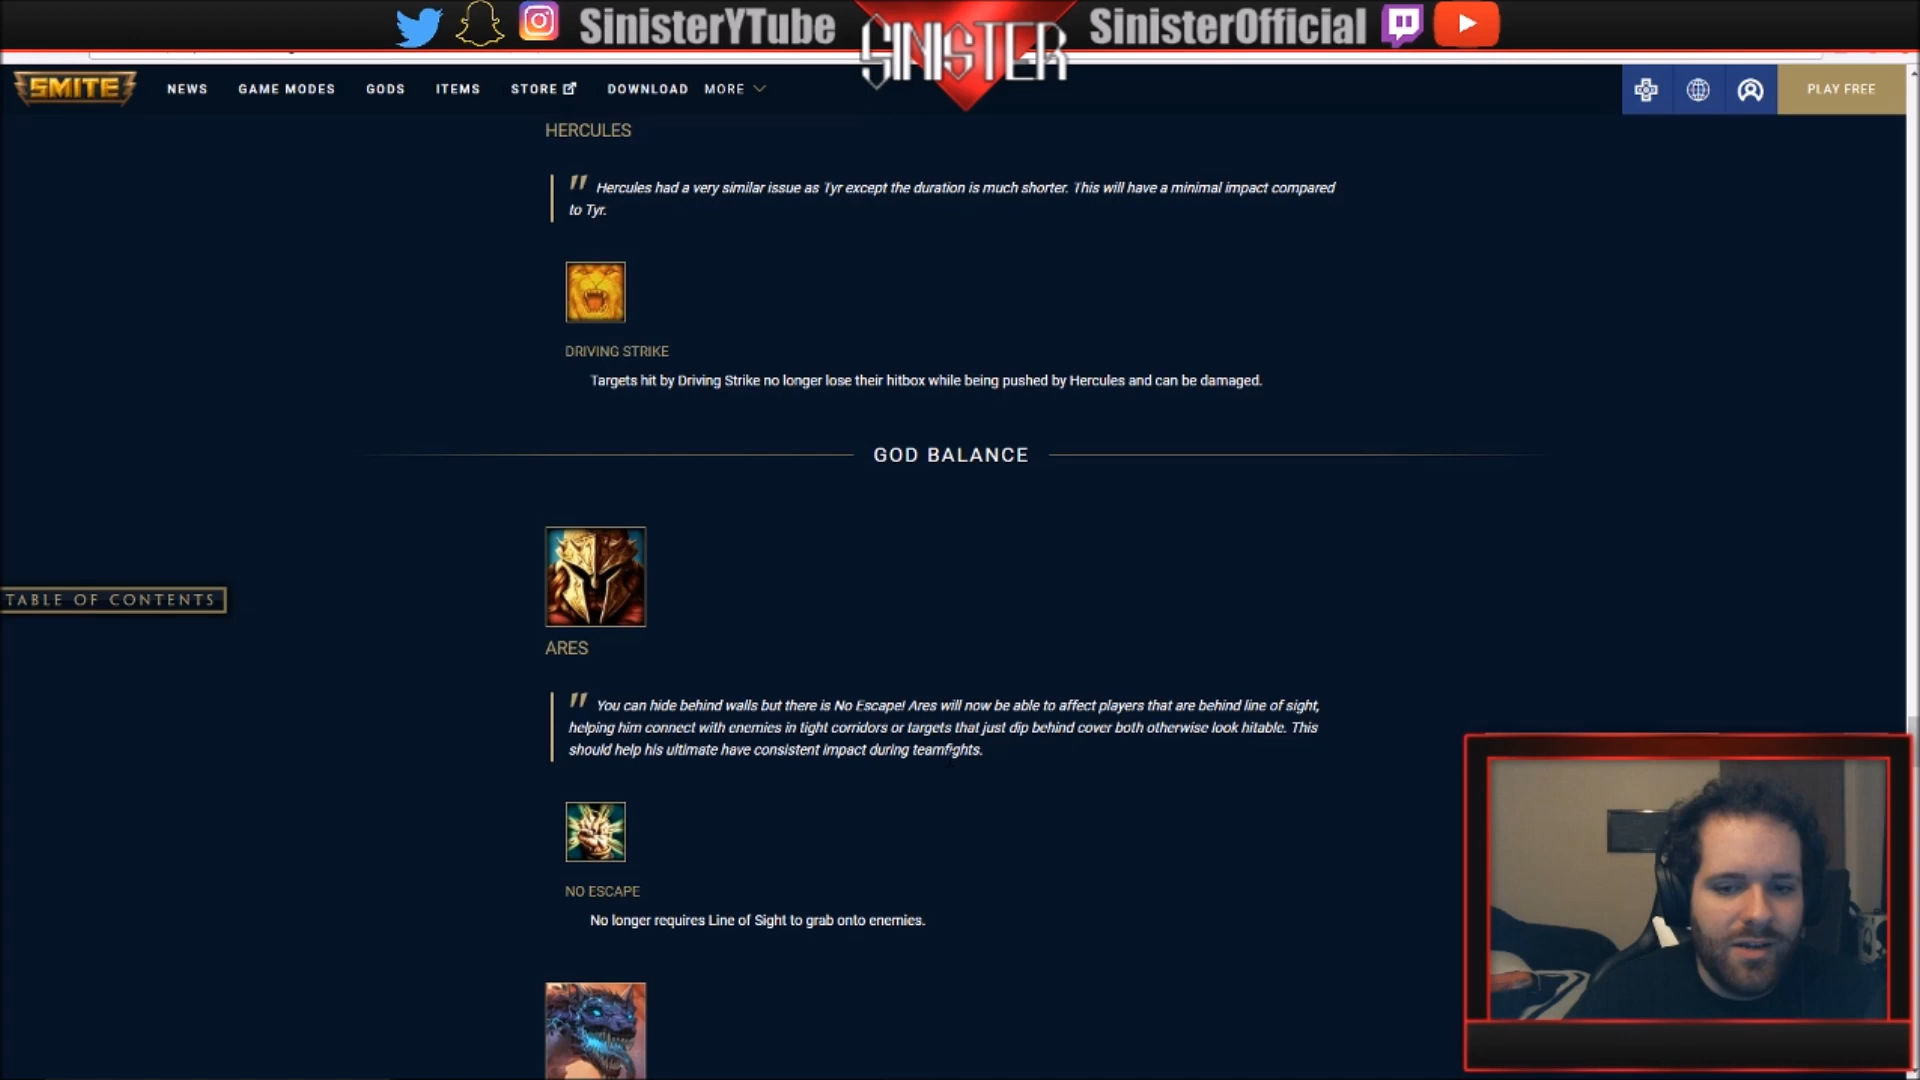 SinisterYTube
SINISTER
SinisterOfficial
SMITE
NEWS
GAME MODES
GODS
ITEMS
STORE
DOWNLOAD
MORE
PLAY FREE
HERCULES
" Hercules had a very similar issue as Tyr except the duration is much shorter. This will have a minimal impact compared
to Tyr.
DRIVING STRIKE
Targets hit by Driving Strike no longer lose their hitbox while being pushed by Hercules and can be damaged.
GOD BALANCE
TABLE OF CONTENTS
ARES
" You can hide behind walls but there is No Escape! Ares will now be able to affect players that are behind line of sight,
helping him connect with enemies in tight corridors or targets that just dip behind cover both otherwise look hitable. This
should help his ultimate have consistent impact during teamfights.
NO ESCAPE
No longer requires Line of Sight to grab onto enemies.